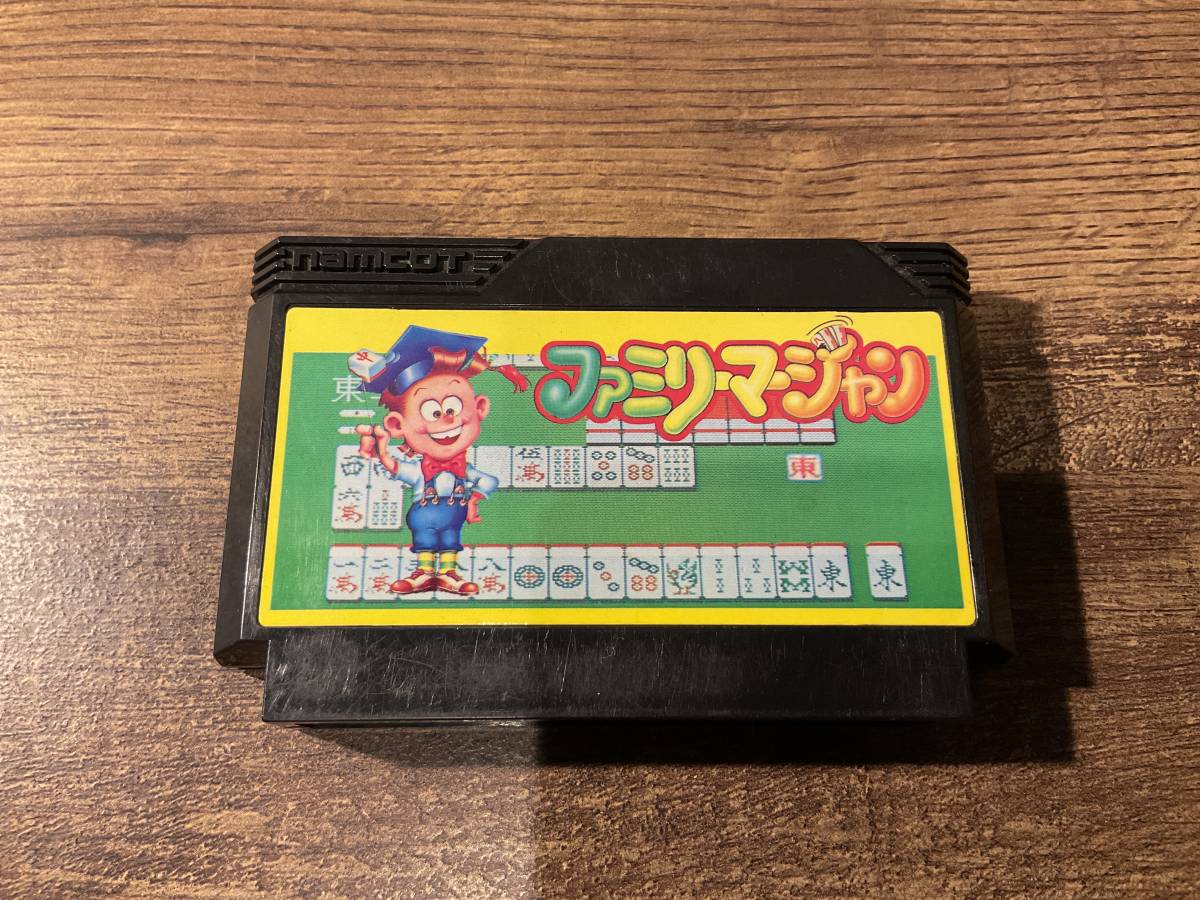 namcot
ファミリーマージャン
東
伍
萬
東
西
六
萬
一
二
八
東
東
萬
萬
萬